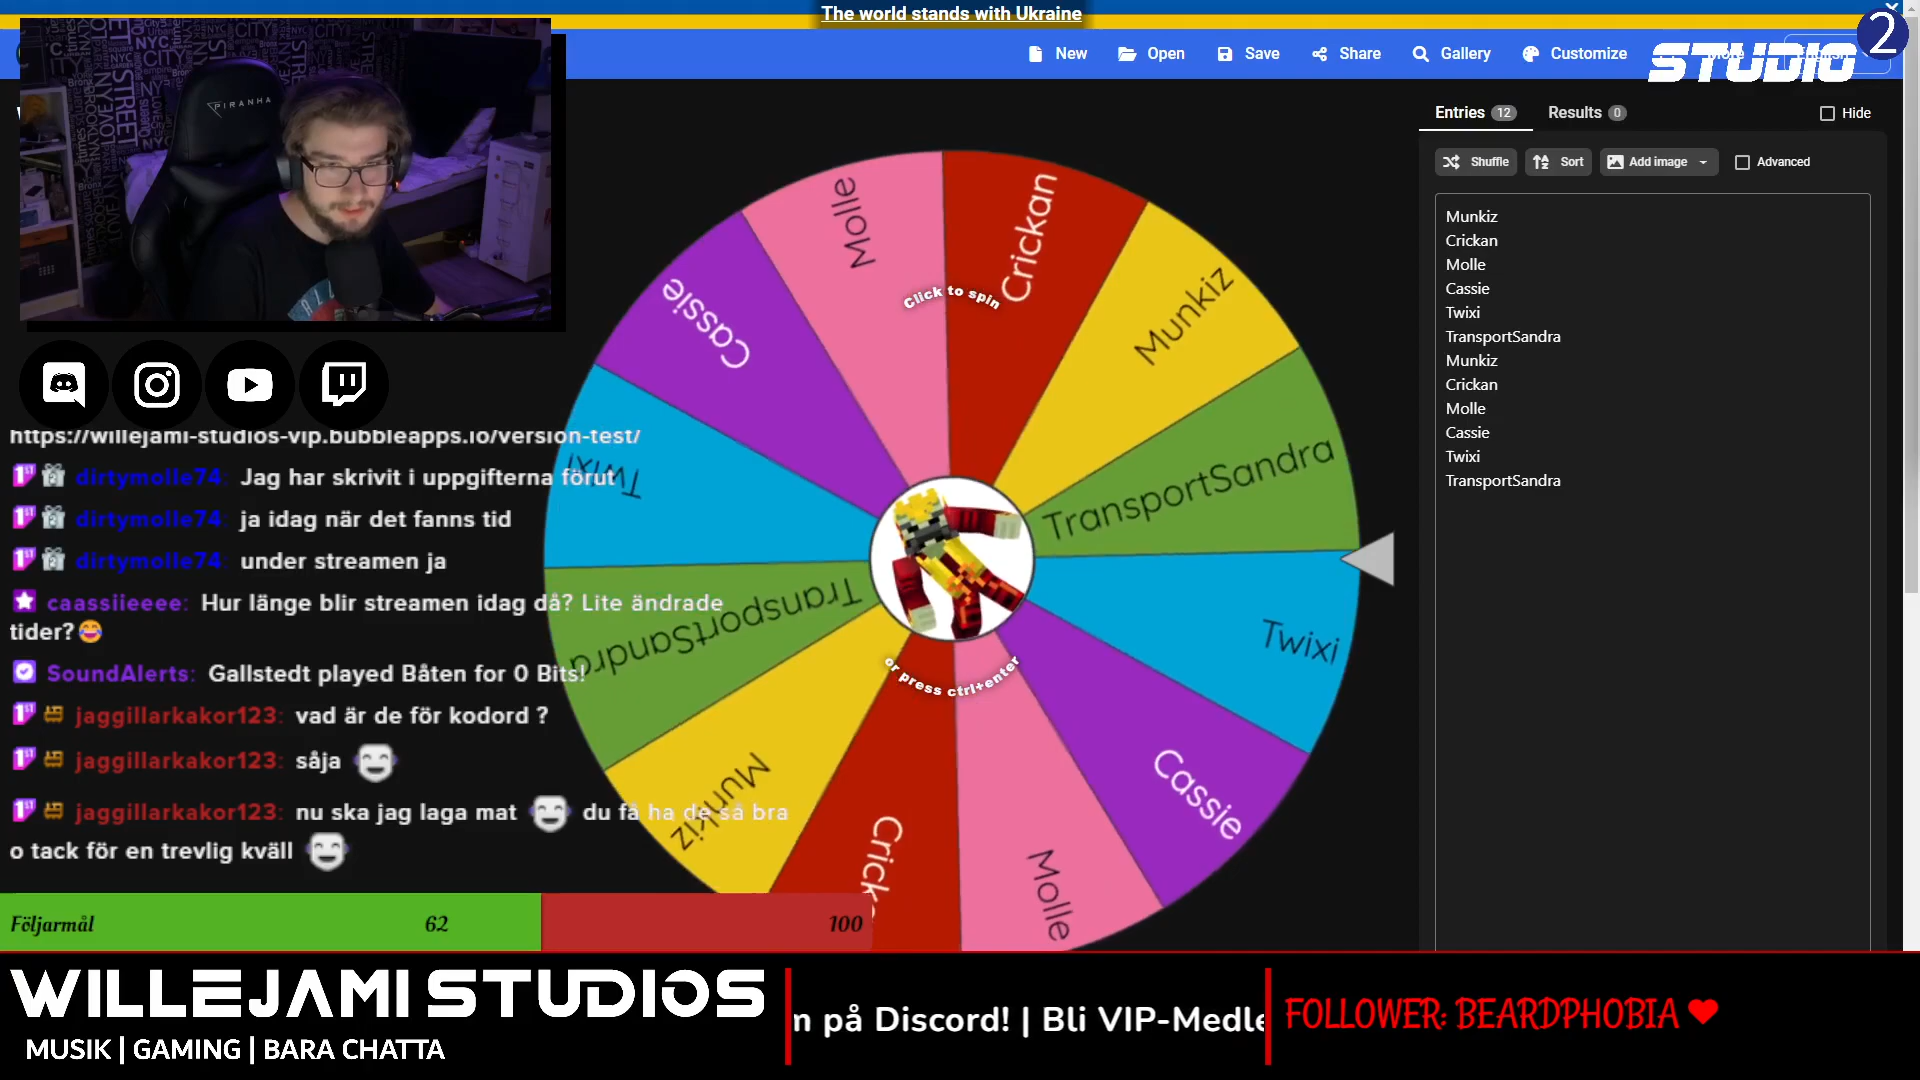 The world stands with Ukraine
New
Open
Save
Share
Gallery
Customize
STUDIO 2
PIRANHA
Entries 12
Results 0
Hide
Shuffle
Sort
Add image
Advanced
Munkiz
Crickan
Molle
Cassie
Twixi
TransportSandra
Munkiz
Crickan
Molle
Cassie
Twixi
TransportSandra
Molle
Crickan
Munkiz
TransportSandra
Twixi
Cassie
Molle
Munkiz
TransportSandra
Twixi
Cassie
Click to spin
or press ctrl+enter
https://willejami-studios-vip.bubbleapps.io/version-test/
dirtymolle74: Jag har skrivit i uppgifterna förut
dirtymolle74: ja idag när det fanns tid
dirtymolle74: under streamen ja
caassiieeee: Hur länge blir streamen idag då? Lite ändrade
tider?😂
SoundAlerts: Gallstedt played Båten for 0 Bits!
jaggillarkakor123: vad är de för kodord ?
jaggillarkakor123: såja
jaggillarkakor123: nu ska jag laga mat du få ha de så bra
o tack för en trevlig kväll
Följarmål 62 100
WILLEJAMI STUDIOS
MUSIK | GAMING | BARA CHATTA
n på Discord! | Bli VIP-Medle
FOLLOWER: BEARDPHOBIA ❤